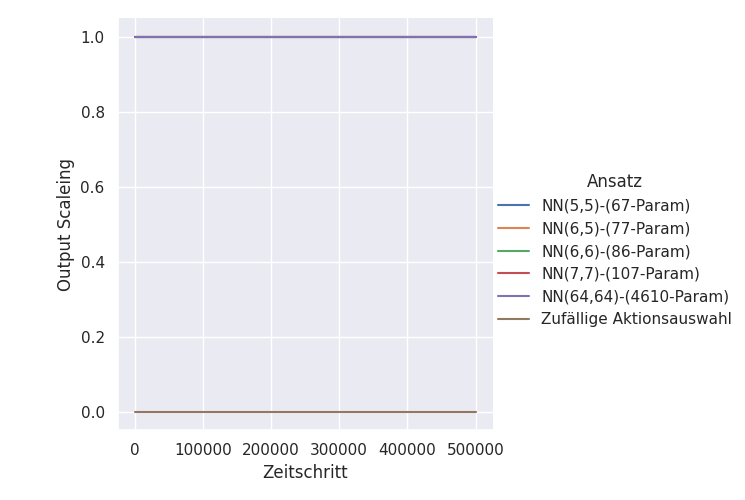 1.0
0.8
0.6
0.4
0.2
0.0
Output Scaleing
0 100000 200000 300000 400000 500000
Zeitschritt
Ansatz
NN(5,5)-(67-Param)
NN(6,5)-(77-Param)
NN(6,6)-(86-Param)
NN(7,7)-(107-Param)
NN(64,64)-(4610-Param)
Zufällige Aktionsauswahl